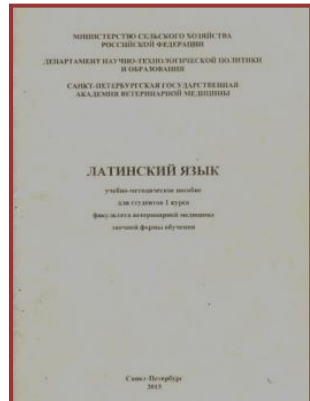 МИНИСТЕРСТВО СЕЛЬСКОГО ХОЗЯЙСТВА
РОССИЙСКОЙ ФЕДЕРАЦИИ
ДЕПАРТАМЕНТ НАУЧНО-ТЕХНОЛОГИЧЕСКОЙ ПОЛИТИКИ
И ОБРАЗОВАНИЯ
САНКТ-ПЕТЕРБУРГСКАЯ ГОСУДАРСТВЕННАЯ
АКАДЕМИЯ ВЕТЕРИНАРНОЙ МЕДИЦИНЫ
ЛАТИНСКИЙ ЯЗЫК
учебно-методическое пособие
для студентов 1 курса
факультета ветеринарной медицины
заочной формы обучения
Санкт-Петербург
2015